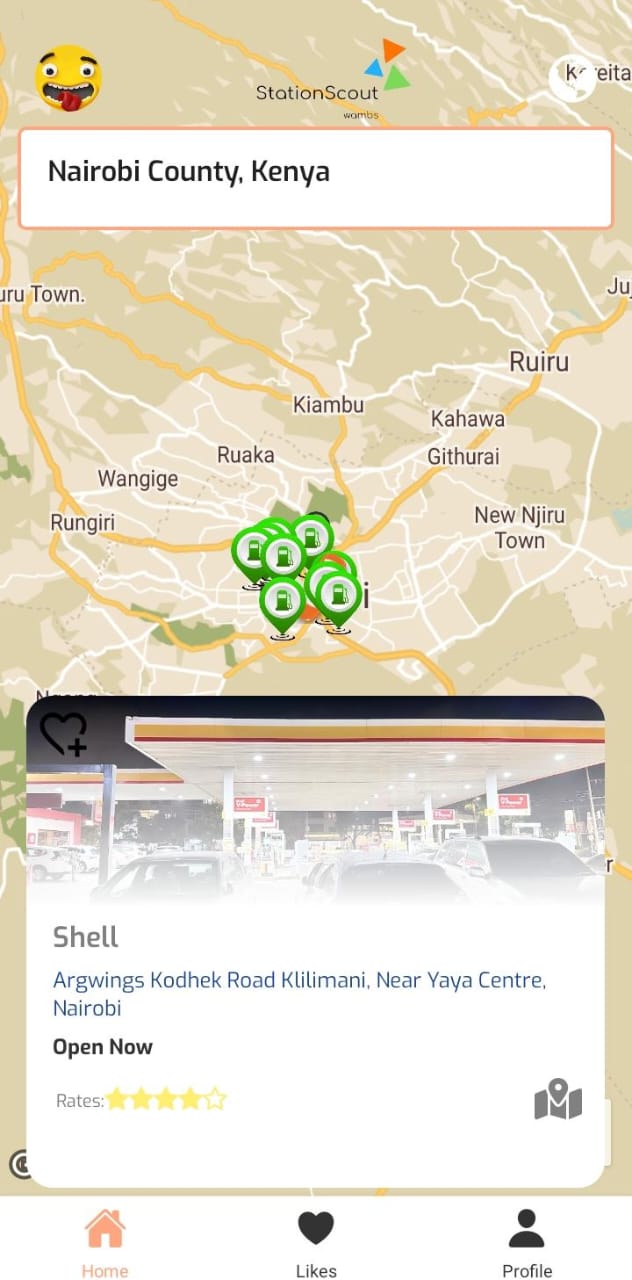 StationScout
wambs
Nairobi County, Kenya
uru Town.
Ruiru
Kiambu
Kahawa
Ruaka
Githurai
Wangige
New Njiru
Town
Rungiri
i
Shell
Argwings Kodhek Road Klilimani, Near Yaya Centre,
Nairobi
Open Now
Rates:
Home
Likes
Profile